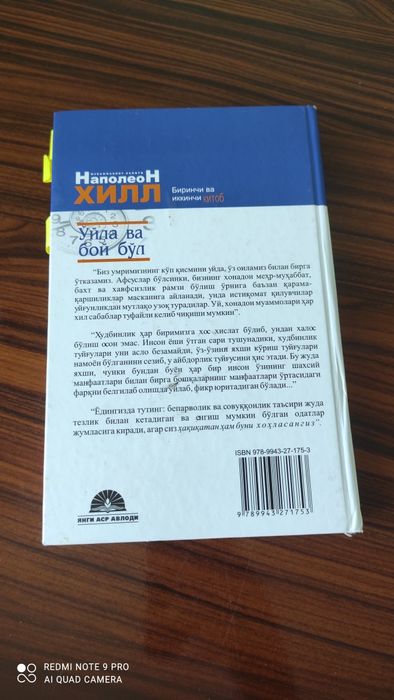 МУВАФФАҚИЯТ КАЛИТИ
НаполеоН
ХИЛЛ
Биринчи ва
иккинчи китоб
Ўйла ва
бой бўл
"Биз умримизнинг кўп қисмини уйда, ўз оиламиз билан бирга
ўтказамиз. Афсуслар бўлсинки, бизнинг хонадон меҳр-муҳаббат,
бахт ва хавфсизлик рамзи бўлиш ўрнига баъзан қарама-
қаршиликлар масканига айланади, унда истиқомат қилувчилар
уйғунликдан мутлақо узоқ турадилар. Уй, хонадон муаммолари ҳар
хил сабаблар туфайли келиб чиқиши мумкин".
"Худбинлик ҳар биримизга хос хислат бўлиб, ундан халос
бўлиш осон эмас. Инсон ёши ўтган сари тушунадики, худбинлик
туйғулари уни асло безамайди, ўз-ўзини яхши кўриш туйғулари
намоён бўлганини сезиб, у айбдорлик туйғусини ҳис этади. Бу жуда
яхши, чунки бундан буён ҳар бир инсон ўзининг шахсий
манфаатлари билан бирга бошқаларнинг манфаатлари ўртасидаги
фарқни белгилаб олишга ўйлаб, фикр юритадиган бўлади..."
"Ёдингизда тутинг: бепарволик ва совуққонлик таъсири жуда
тезлик билан кетадиган ва енгиш мумкин бўлган одатлар
жумласига киради, агар сиз ҳақиқатан ҳам буни хоҳласангиз".
ISBN 978-9943-27-175-3
9 789943 271753
ЯНГИ АСР АВЛОДИ
REDMI NOTE 9 PRO
AI QUAD CAMERA